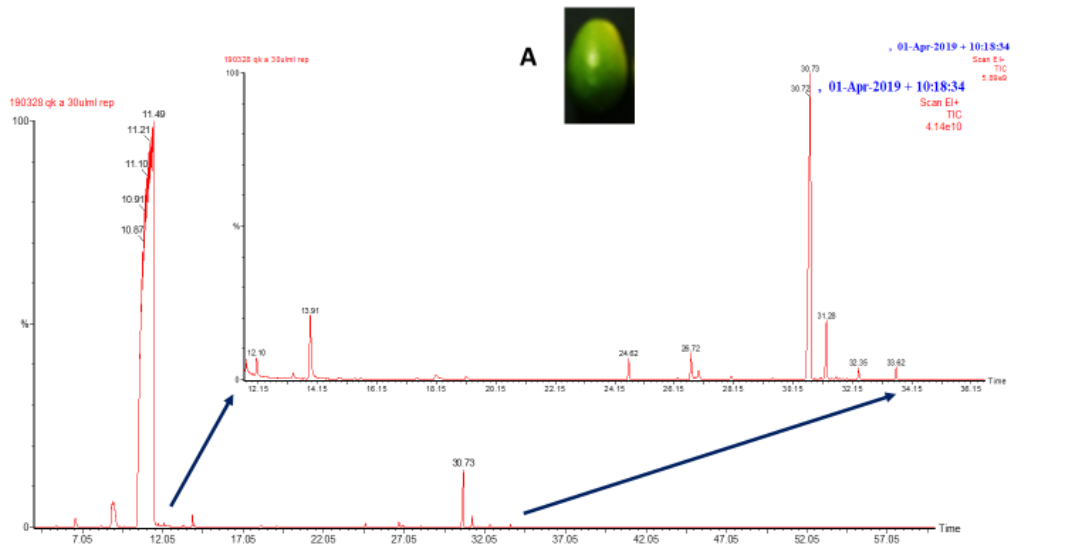 A
190328 qk a 30ulml rep
, 01-Apr-2019 + 10:18:34
Scan EI+
TIC
5.89e9
100
30.73
30.72
%
13.91
12.10
24.62
26.72
31.28
32.35
33.62
0
12.15 14.15 16.15 18.15 20.15 22.15 24.15 26.15 28.15 30.15 32.15 34.15 36.15 Time
190328 qk a 30ulml rep
, 01-Apr-2019 + 10:18:34
Scan EI+
TIC
4.14e10
100
11.49
11.21
11.10
10.91
10.87
%
30.73
0
7.05 12.05 17.05 22.05 27.05 32.05 37.05 42.05 47.05 52.05 57.05 Time